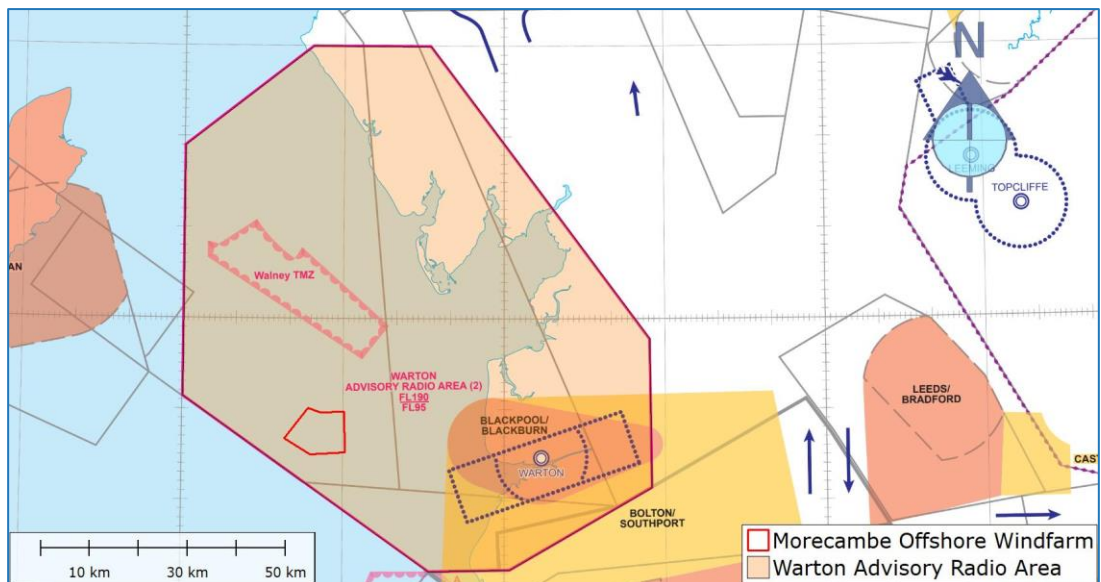 N
LEEMING
TOPCLIFFE
AN
Walney TMZ
WARTON
ADVISORY RADIO AREA (2)
FL190
FL95
LEEDS/
BRADFORD
BLACKPOOL/
BLACKBURN
WARTON
CAST
BOLTON/
SOUTHPORT
10 km
30 km
50 km
Morecambe Offshore Windfarm
Warton Advisory Radio Area